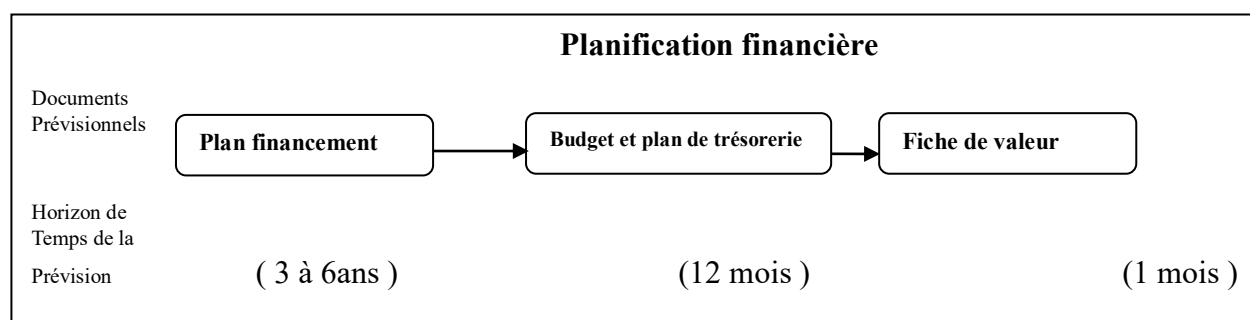 Planification financière
Documents
Prévisionnels
Plan financement
Budget et plan de trésorerie
Fiche de valeur
Horizon de
Temps de la
Prévision
( 3 à 6ans )
(12 mois )
(1 mois )